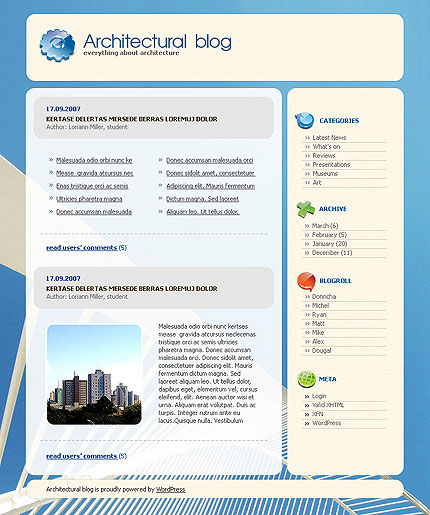 Architectural blog
everything about architecture
17.09.2007
KERTASE DELERTAS MERSEDE BERRAS LOREMUJ DOLOR
Author: Loriann Miller, student
Malesuada odio orbi nunc ke
Mease gravida atcursus nec
Enas tristique orci ac semis
Ultricies pharetra magna
Donec accumsan malesuada
Donec accumsan malesuada orci
Donec sidolt amet, consectetuer
Adipiscing elit. Mauris fermentum
Dictum magna. Sed laoreet
Aliquam leo. Ut tellus dolor,
read users' comments (5)
17.09.2007
KERTASE DELERTAS MERSEDE BERRAS LOREMUJ DOLOR
Author: Loriann Miller, student
Malesuada odio orbi nunc kertses
mease gravida atcursus neclecenas
tristique orci ac semis ultricies
pharetra magna. Donec accumsan
malesuada orci. Donec sidolt amet,
consectetuer adipiscing elit. Mauris
fermentum dictum magna. Sed
laoreet aliquam leo. Ut tellus dolor,
dapibus eget, elementum vel, cursus
eleifend, elit. Aenean auctor wisi et
urna. Aliquam erat volutpat. Duis ac
turpis. Integer rutrum ante eu
lacus.Quisque nulla. Vestibulum
read users' comments (5)
CATEGORIES
Latest News
What's on
Reviews
Presentations
Museums
Art
ARCHIVE
March (6)
February (5)
January (20)
December (11)
BLOGROLL
Donncha
Michel
Ryan
Matt
Mike
Alex
Dougal
META
Login
Valid XHTML
XFN
WordPress
Architectural blog is proudly powered by WordPress